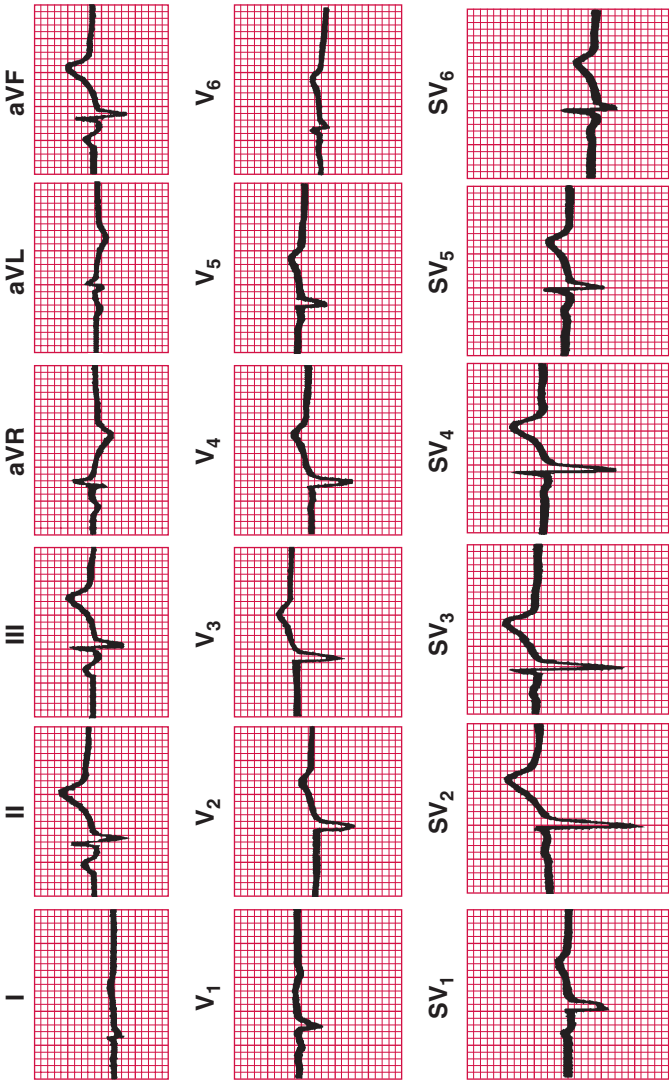 I II III aVR aVL aVF
V₁ V₂ V₃ V₄ V₅ V₆
SV₁ SV₂ SV₃ SV₄ SV₅ SV₆